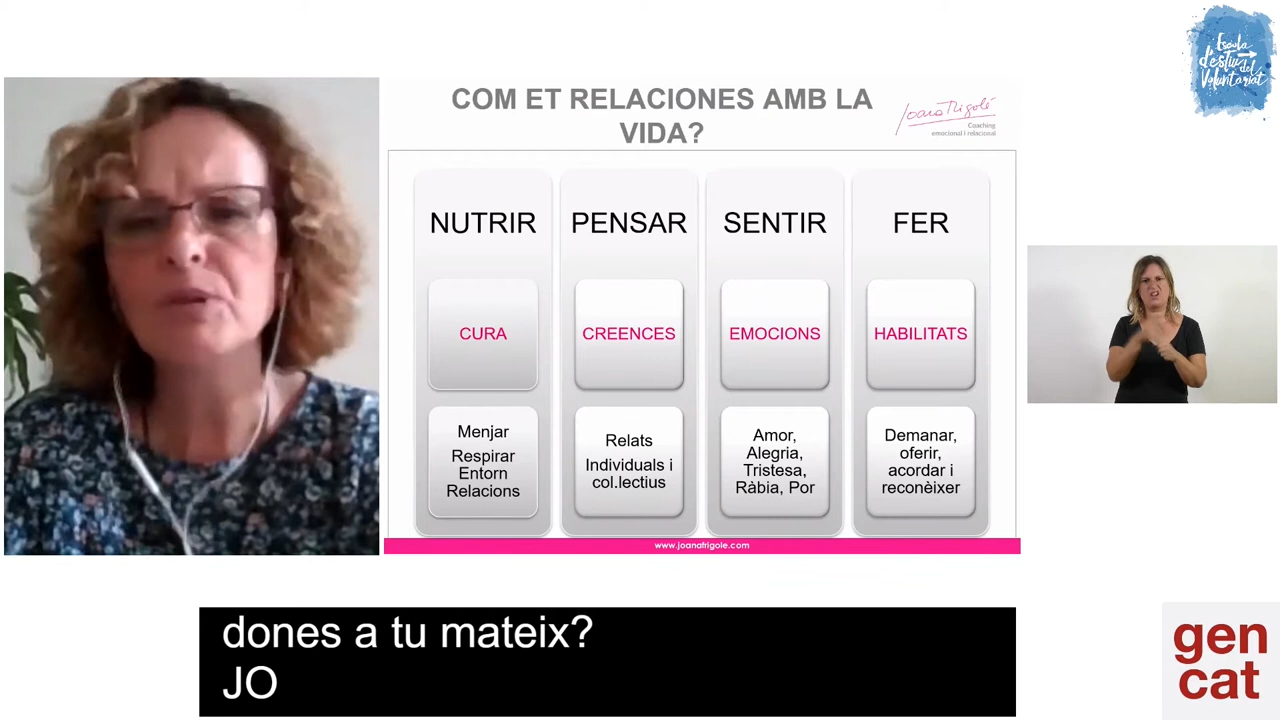 Escola
d'estiu
del
Voluntariat
COM ET RELACIONES AMB LA
VIDA?
Joana Frigolé
Coaching
emocional i relacional
NUTRIR
PENSAR
SENTIR
FER
CURA
CREENCES
EMOCIONS
HABILITATS
Menjar
Respirar
Entorn
Relacions
Relats
Individuals i
col.lectius
Amor,
Alegria,
Tristesa,
Ràbia, Por
Demanar,
oferir,
acordar i
reconèixer
www.joanafrigole.com
dones a tu mateix?
JO
gen
cat